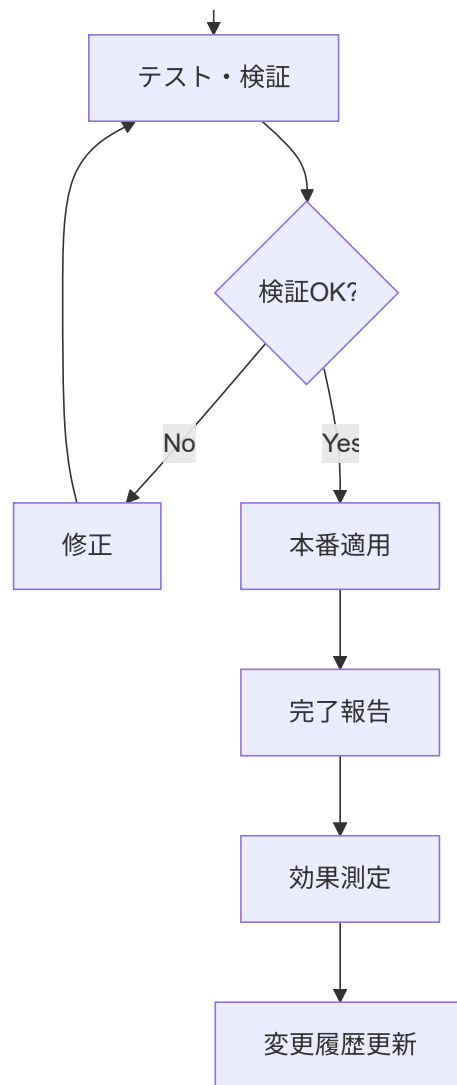 テスト・検証
検証OK?
No
Yes
修正
本番適用
完了報告
効果測定
変更履歴更新